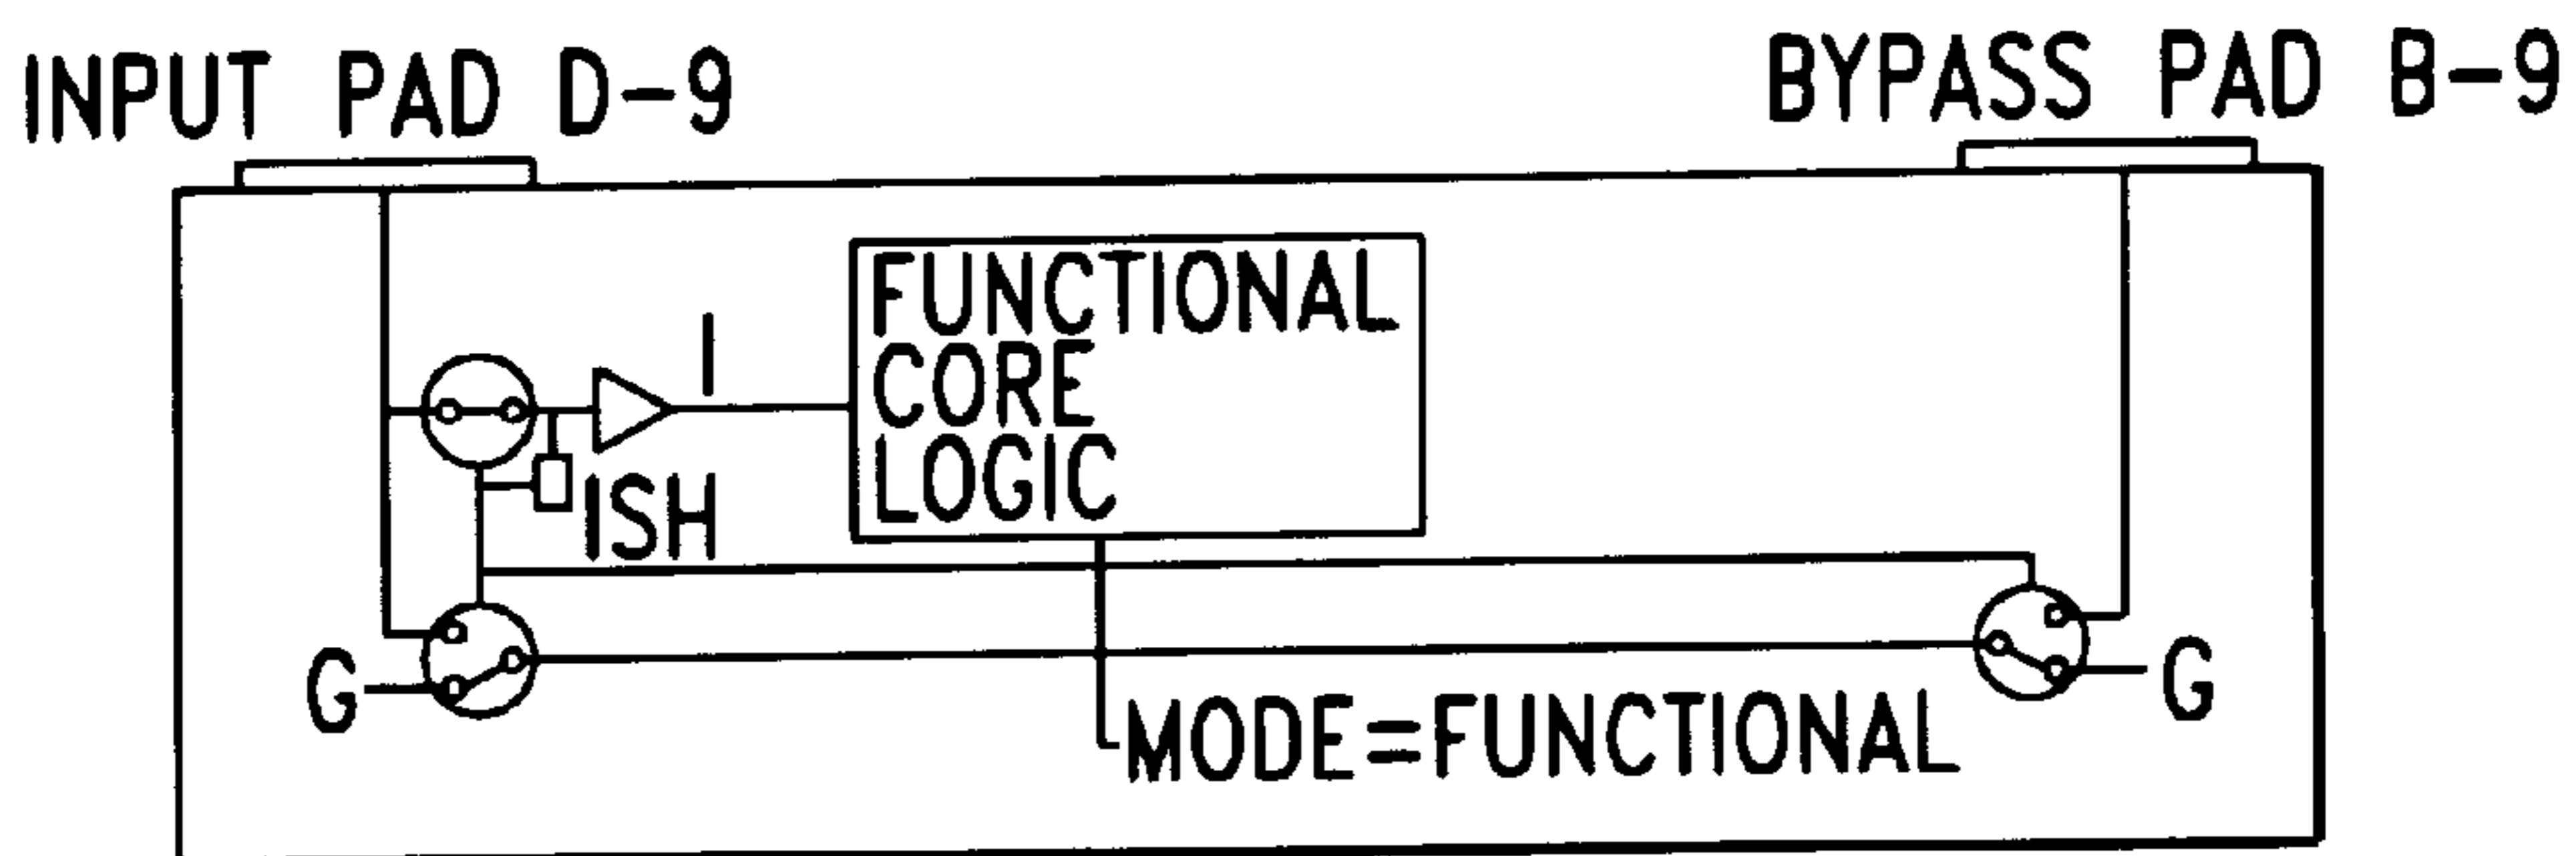 INPUT PAD D-9
BYPASS PAD B-9
I
FUNCTIONAL
CORE
LOGIC
ISH
G
G
MODE=FUNCTIONAL